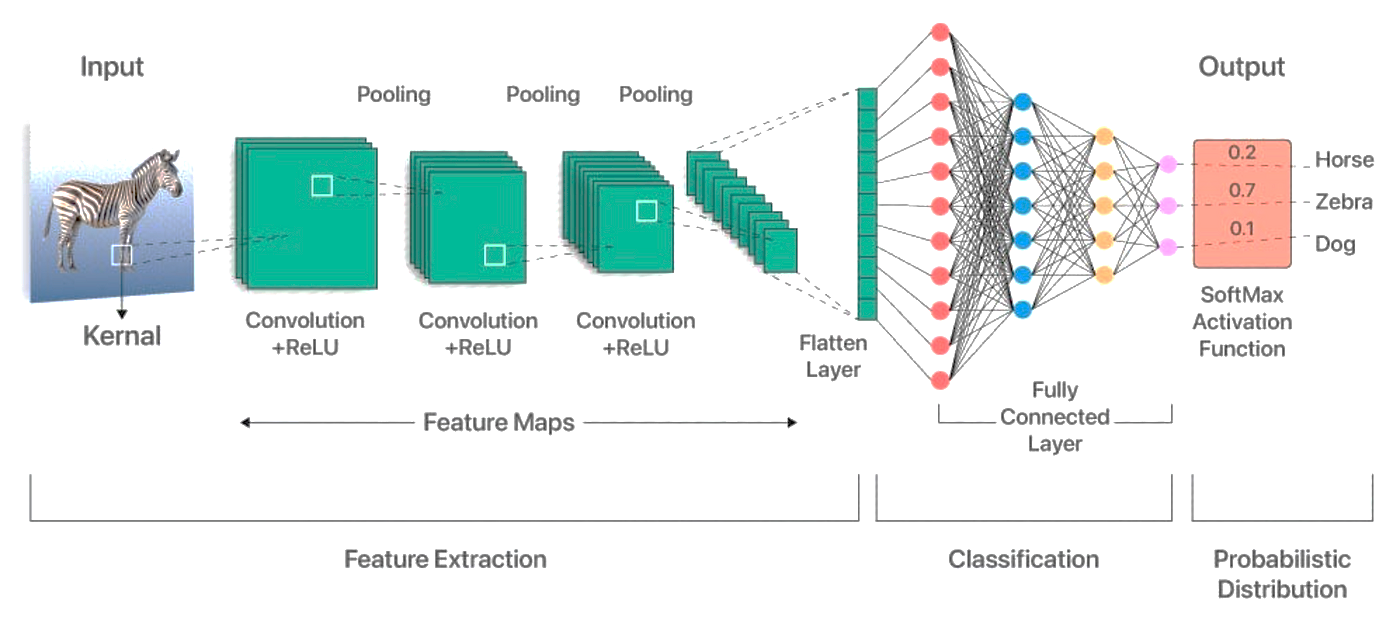 Input
Pooling
Pooling
Pooling
Output
0.2
Horse
0.7
Zebra
0.1
Dog
Kernal
Convolution
+ReLU
Convolution
+ReLU
Convolution
+ReLU
Flatten
Layer
SoftMax
Activation
Function
Feature Maps
Fully
Connected
Layer
Feature Extraction
Classification
Probabilistic
Distribution